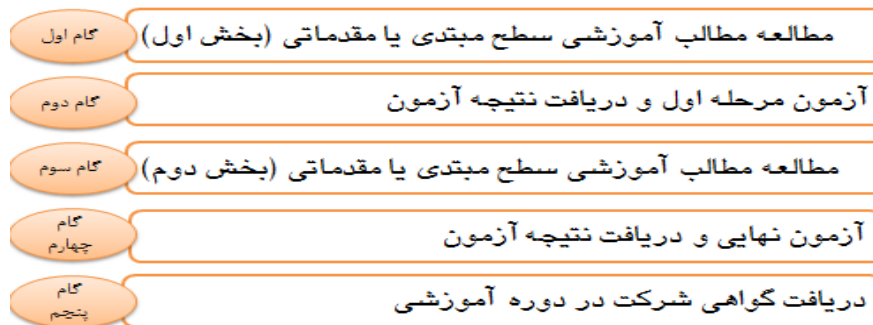 مطالعه مطالب آموزشی سطح مبتدی یا مقدماتی (بخش اول)
گام اول
آزمون مرحله اول و دریافت نتیجه آزمون
گام دوم
مطالعه مطالب آموزشی سطح مبتدی یا مقدماتی (بخش دوم)
گام سوم
آزمون نهایی و دریافت نتیجه آزمون
گام
چهارم
دریافت گواهی شرکت در دوره آموزشی
گام
پنجم